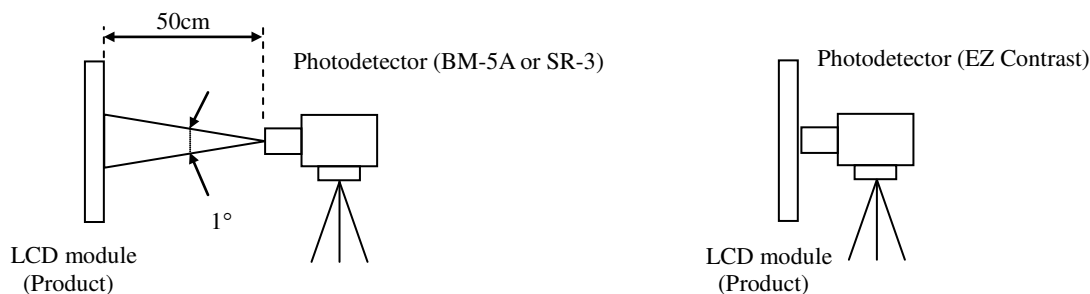 50cm
Photodetector (BM-5A or SR-3)
1°
LCD module
(Product)
Photodetector (EZ Contrast)
LCD module
(Product)